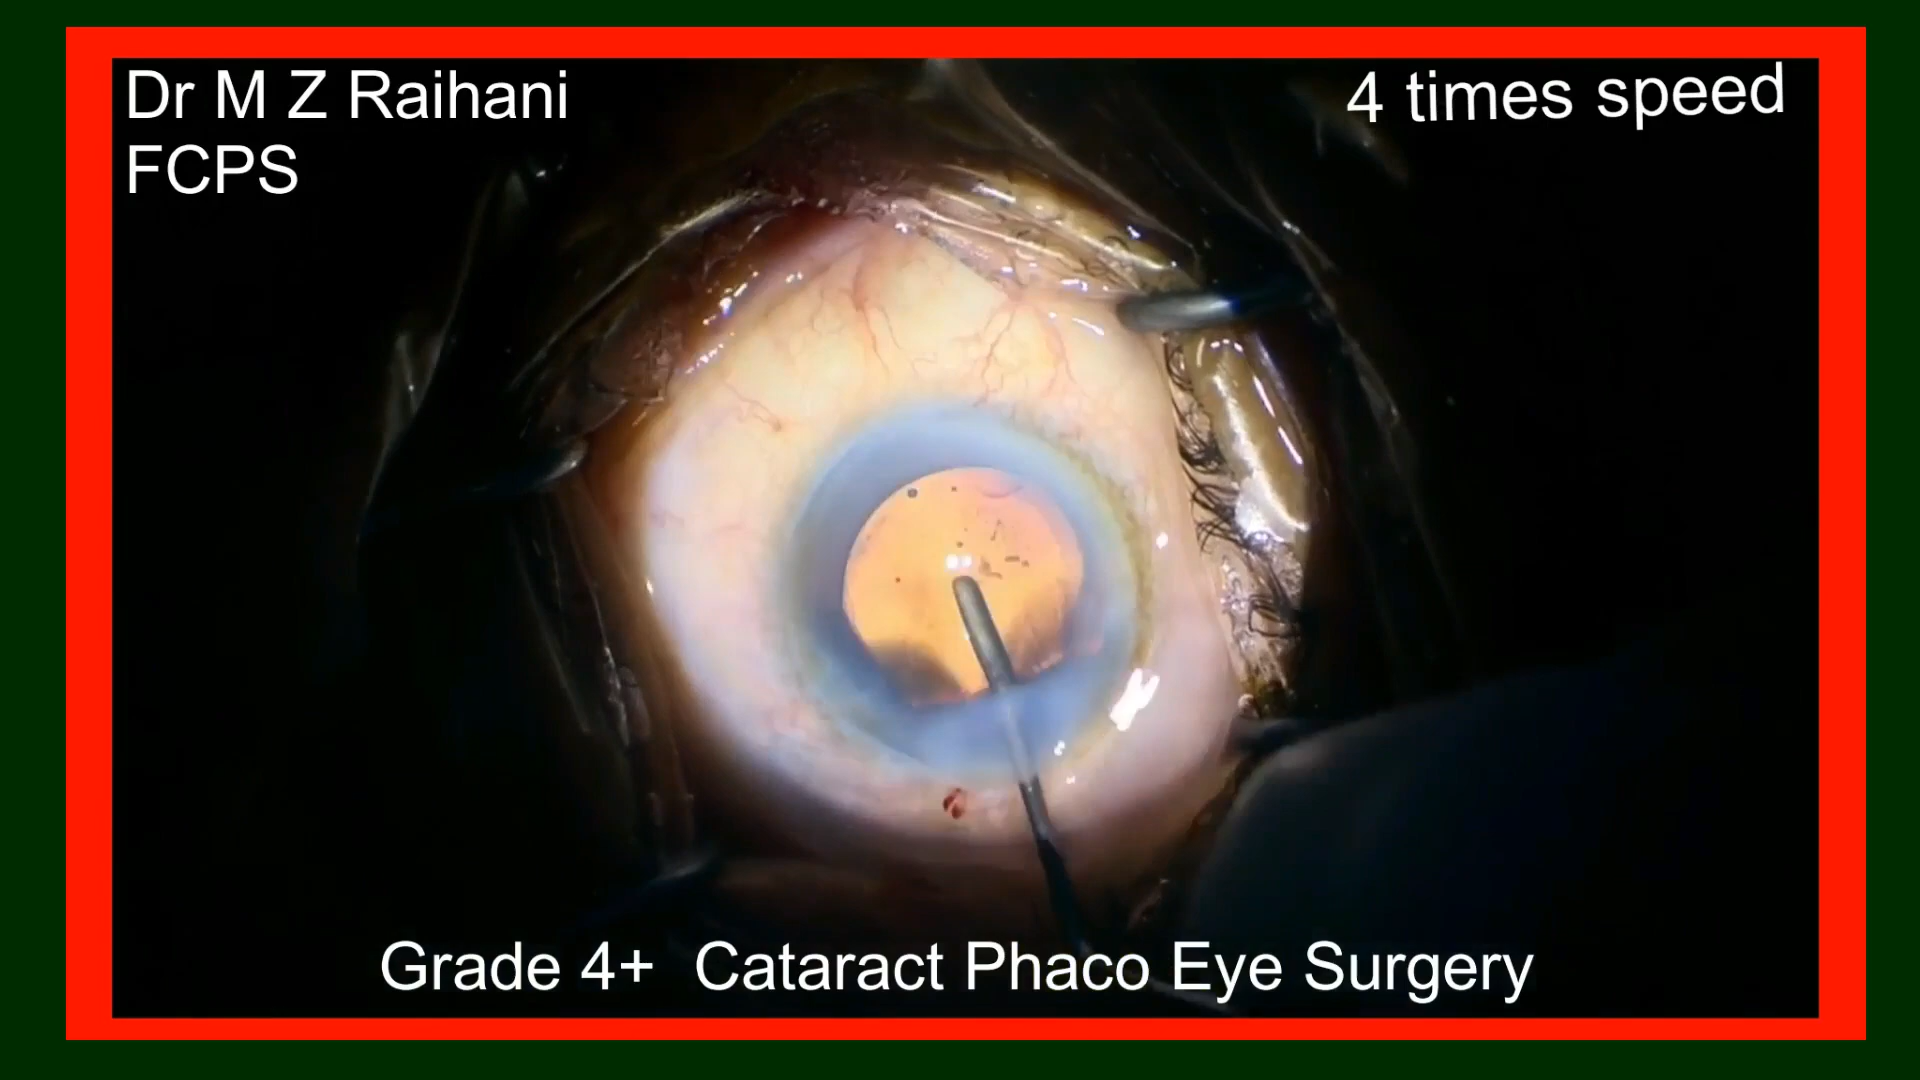 Dr M Z Raihani
FCPS
4 times speed
Grade 4+  Cataract Phaco Eye Surgery